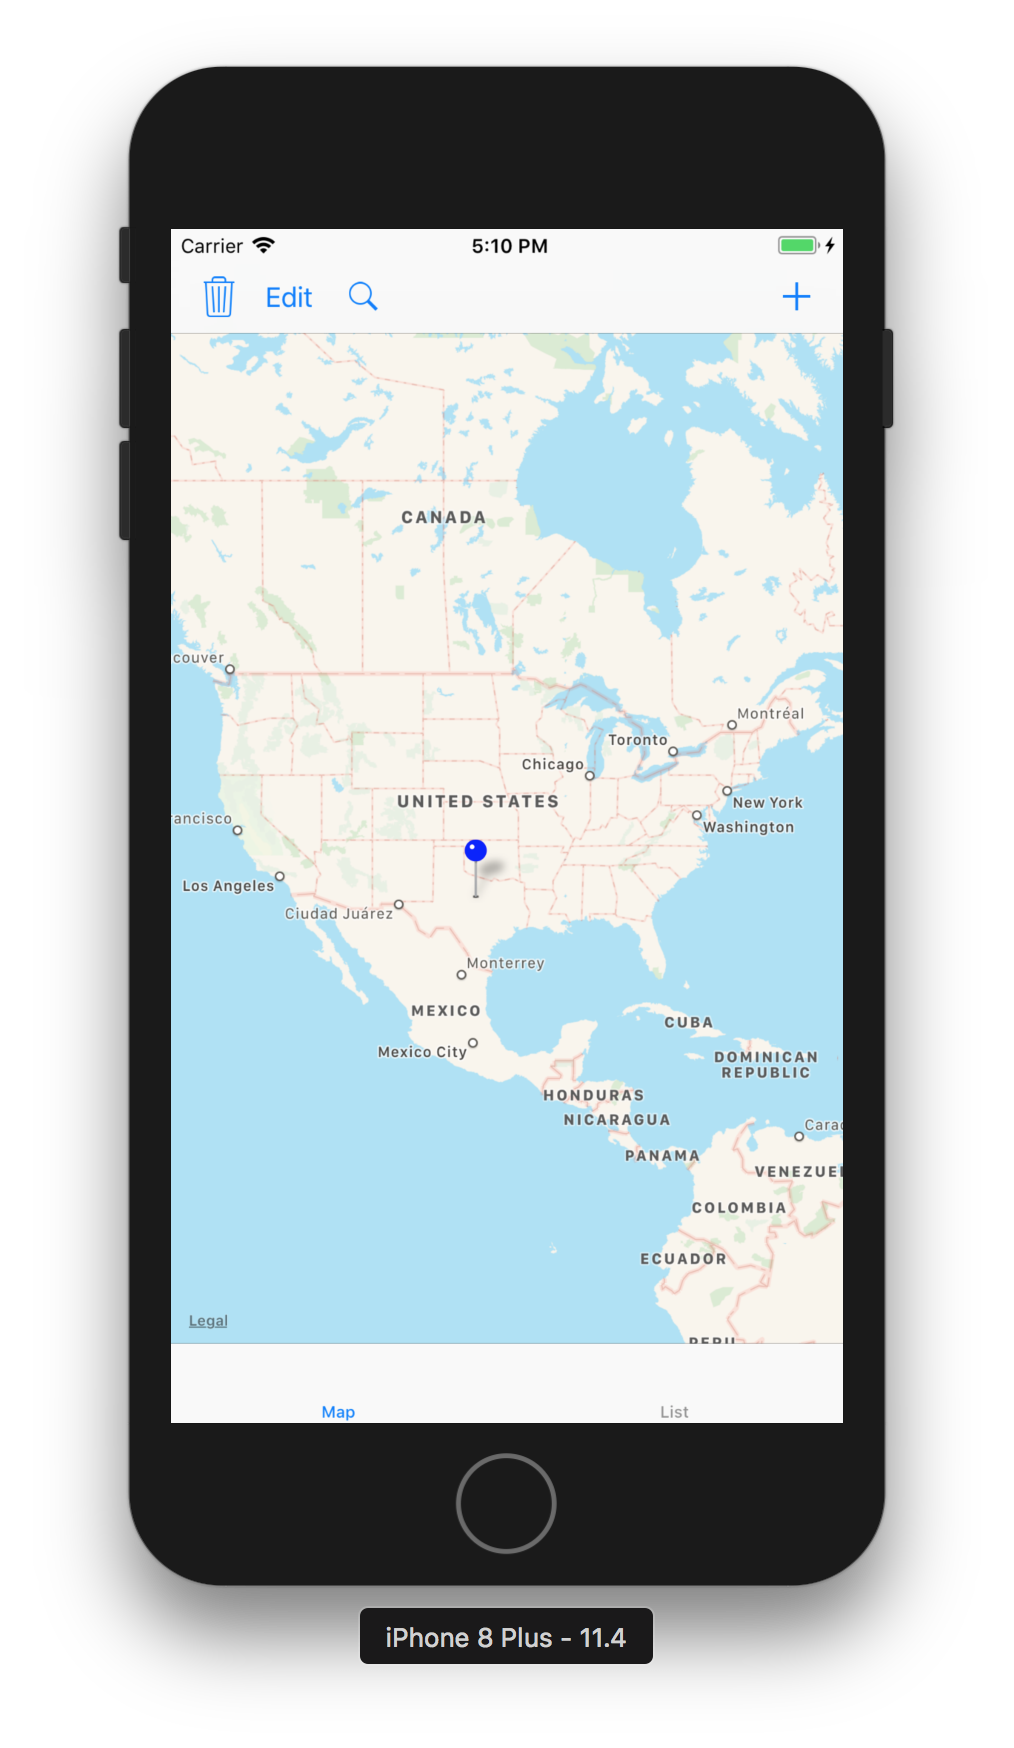 Carrier 5:10 PM
Edit
CANADA
couver
Montréal
Toronto
Chicago
UNITED STATES
New York
ancisco
Washington
Los Angeles
Ciudad Juárez
Monterrey
MEXICO
CUBA
Mexico City
DOMINICAN
REPUBLIC
HONDURAS
NICARAGUA
Carac
PANAMA
VENEZUEL
COLOMBIA
ECUADOR
Legal
PERU
Map List
iPhone 8 Plus - 11.4